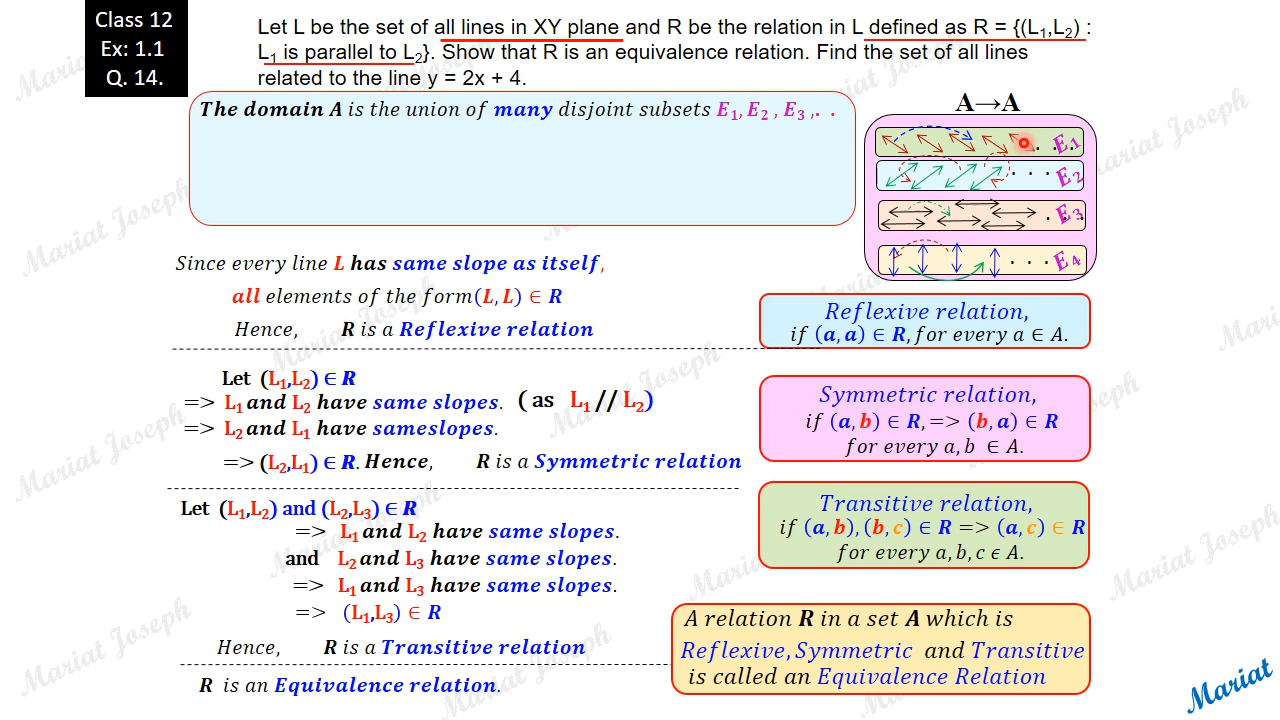 Class 12
Ex: 1.1
Q. 14.
Let L be the set of all lines in XY plane and R be the relation in L defined as R = {(L₁,L₂) :
L₁ is parallel to L₂}. Show that R is an equivalence relation. Find the set of all lines
related to the line y = 2x + 4.
The domain A is the union of many disjoint subsets E₁, E₂ , E₃ ,. .
A→A
. . . E₁
. . . E₂
. . . E₃
. . . E₄
Since every line L has same slope as itself,
all elements of the form(L, L) ∈ R
Hence, R is a Reflexive relation
Reflexive relation,
if (a, a) ∈ R, for every a ∈ A.
Let (L₁,L₂) ∈ R
=> L₁ and L₂ have same slopes. ( as L₁ // L₂)
=> L₂ and L₁ have sameslopes.
=> (L₂,L₁) ∈ R. Hence, R is a Symmetric relation
Symmetric relation,
if (a, b) ∈ R, => (b, a) ∈ R
for every a, b ∈ A.
Let (L₁,L₂) and (L₂,L₃) ∈ R
=> L₁ and L₂ have same slopes.
and L₂ and L₃ have same slopes.
=> L₁ and L₃ have same slopes.
=> (L₁,L₃) ∈ R
Hence, R is a Transitive relation
R is an Equivalence relation.
Transitive relation,
if (a, b), (b, c) ∈ R => (a, c) ∈ R
for every a, b, c ϵ A.
A relation R in a set A which is
Reflexive, Symmetric and Transitive
is called an Equivalence Relation
Mariat
Mariat Joseph